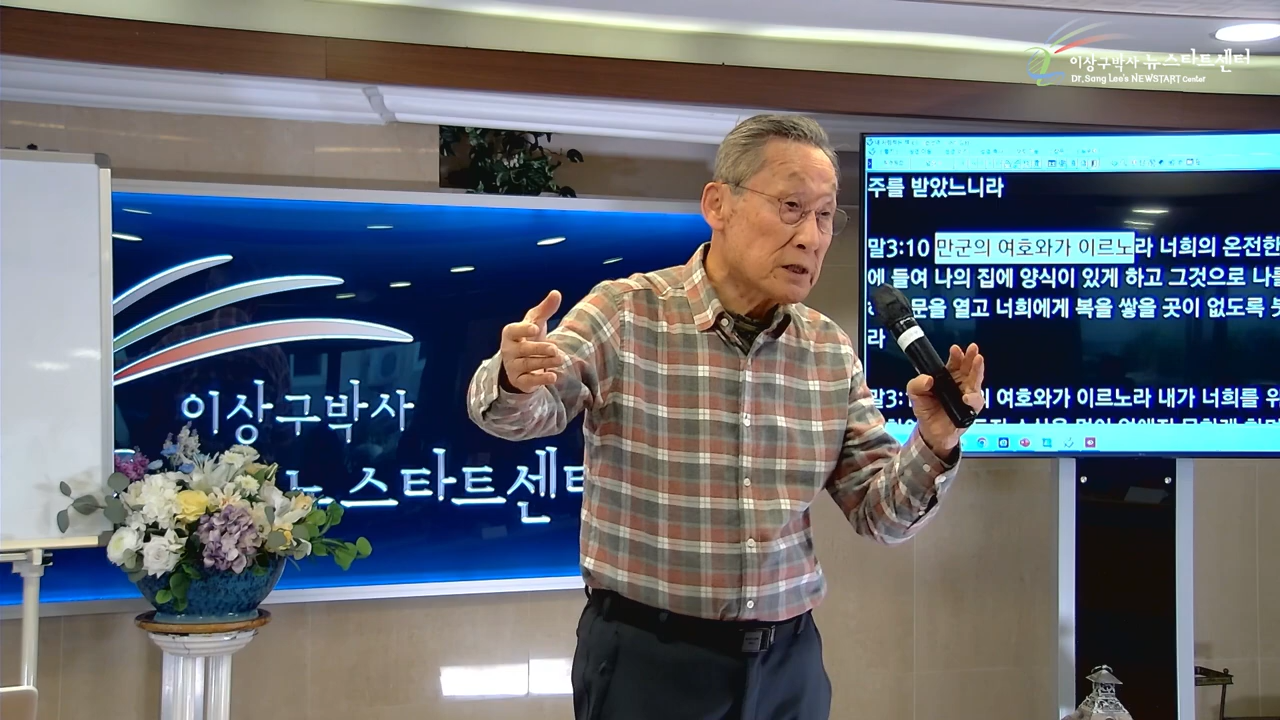 이상구박사 뉴스타트센터
Dr. Sang Lee's NEWSTART Center
이상구박사
뉴스타트센터
주를 받았느니라
말3:10 만군의 여호와가 이르노라 너희의 온전한
에 들여 나의 집에 양식이 있게 하고 그것으로 나를
문을 열고 너희에게 복을 쌓을 곳이 없도록
라
말3: 여호와가 이르노라 내가 너희를 위